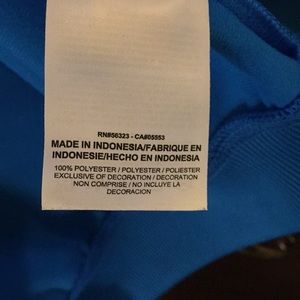 RN#56323 - CA#05553
MADE IN INDONESIA/FABRIQUE EN
INDONESIE/HECHO EN INDONESIA
100% POLYESTER / POLYESTER / POLIESTER
EXCLUSIVE OF DECORATION / DECORATION
NON COMPRISE / NO INCLUYE LA
DECORACION